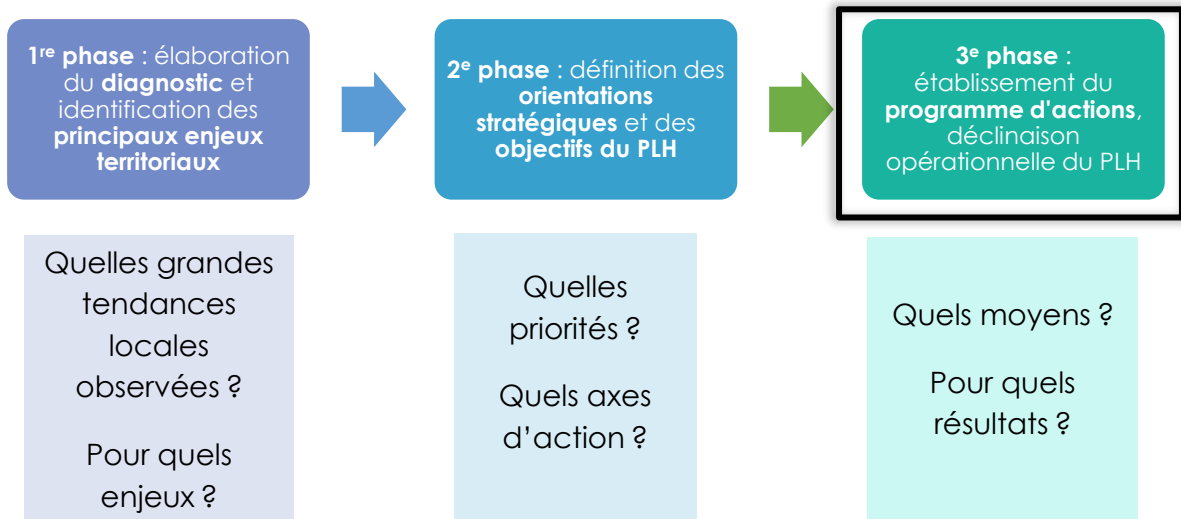 1re phase : élaboration
du diagnostic et
identification des
principaux enjeux
territoriaux
2e phase : définition des
orientations
stratégiques et des
objectifs du PLH
3e phase :
établissement du
programme d'actions,
déclinaison
opérationnelle du PLH
Quelles grandes
tendances
locales
observées ?
Pour quels
enjeux ?
Quelles
priorités ?
Quels axes
d’action ?
Quels moyens ?
Pour quels
résultats ?